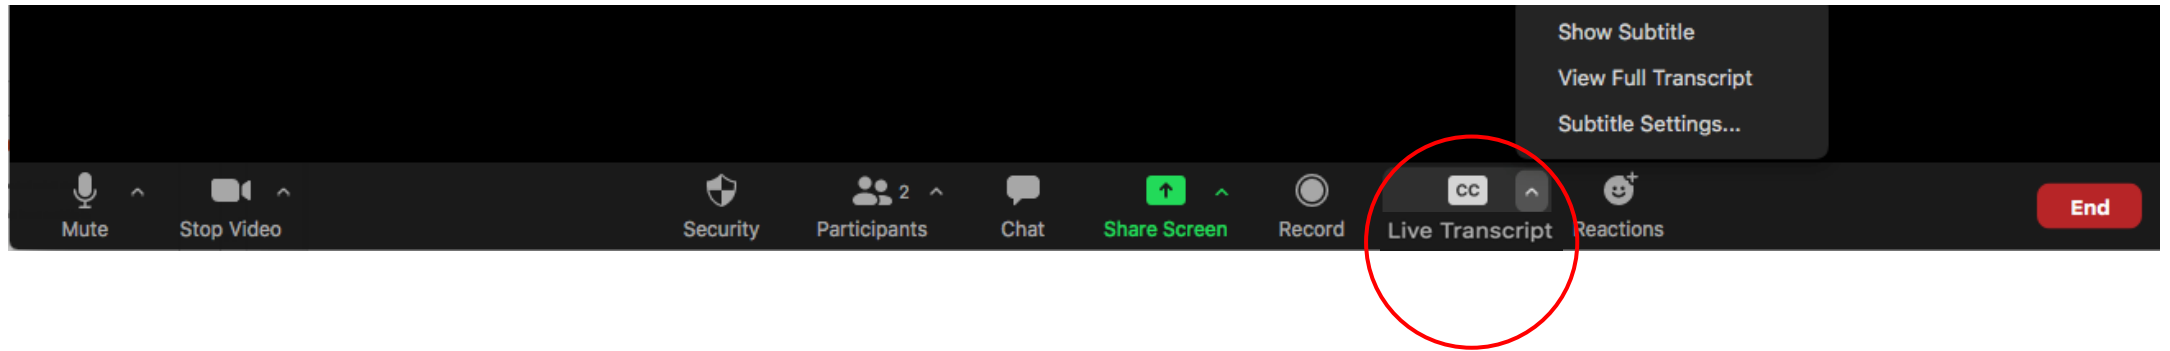 Show Subtitle
View Full Transcript
Subtitle Settings...
2
CC
Mute
Stop Video
Security
Participants
Chat
Share Screen
Record
Live Transcript
Reactions
End